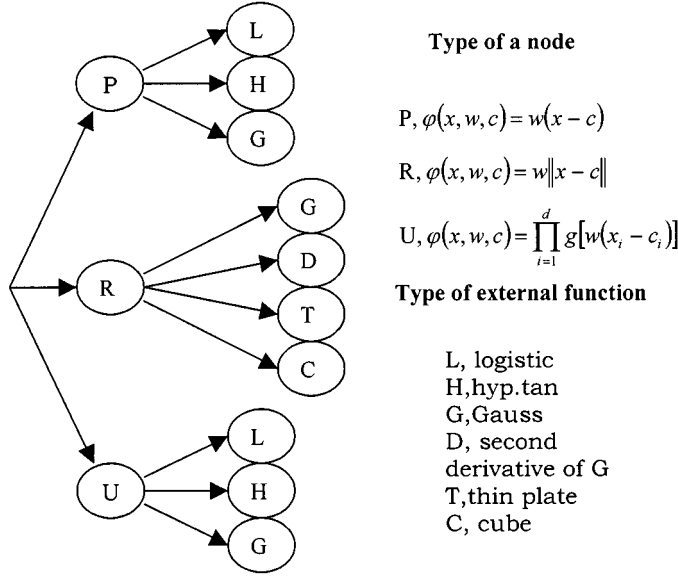 P
L
H
G
R
G
D
T
C
U
L
H
G
Type of a node
P, φ(x, w, c) = w(x − c)
R, φ(x, w, c) = w‖x − c‖
U, φ(x, w, c) = ∏_{i=1}^{d} g[w(x_i − c_i)]
Type of external function
L, logistic
H,hyp.tan
G,Gauss
D, second
derivative of G
T,thin plate
C, cube